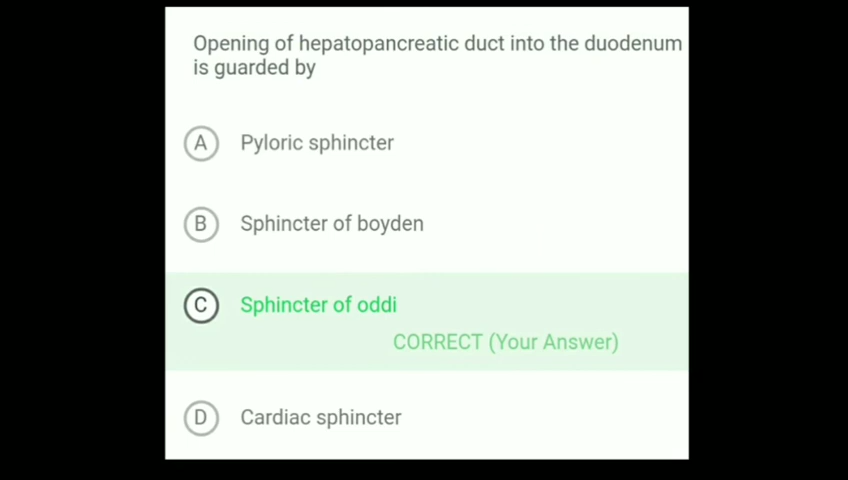 Opening of hepatopancreatic duct into the duodenum
is guarded by
A Pyloric sphincter
B Sphincter of boyden
C Sphincter of oddi
CORRECT (Your Answer)
D Cardiac sphincter